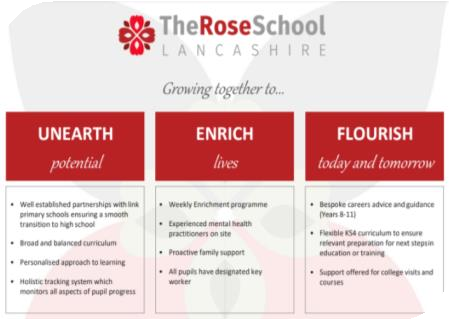 TheRoseSchool
LANCASHIRE
Growing together to...
UNEARTH
potential
• Well established partnerships with link
primary schools ensuring a smooth
transition to high school
• Broad and balanced curriculum
• Personalised approach to learning
• Holistic tracking system which
monitors all aspects of pupil progress
ENRICH
lives
• Weekly Enrichment programme
• Experienced mental health
practitioners on site
• Proactive family support
• All pupils have designated key
worker
FLOURISH
today and tomorrow
• Bespoke careers advice and guidance
(Years 8-11)
• Flexible KS4 curriculum to ensure
relevant preparation for next steps in
education or training
• Support offered for college visits and
courses